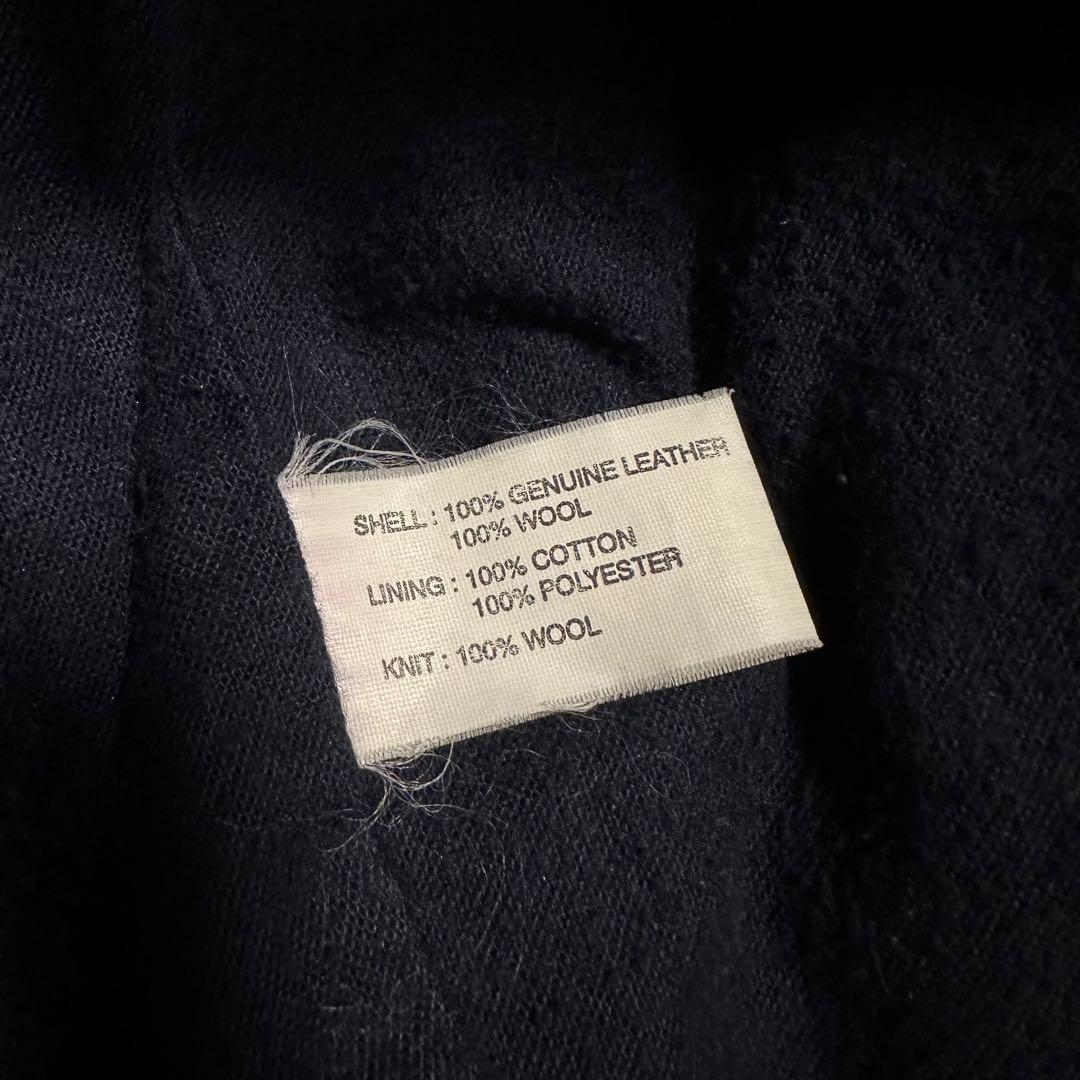 SHELL : 100% GENUINE LEATHER
100% WOOL
LINING : 100% COTTON
100% POLYESTER
KNIT : 100% WOOL